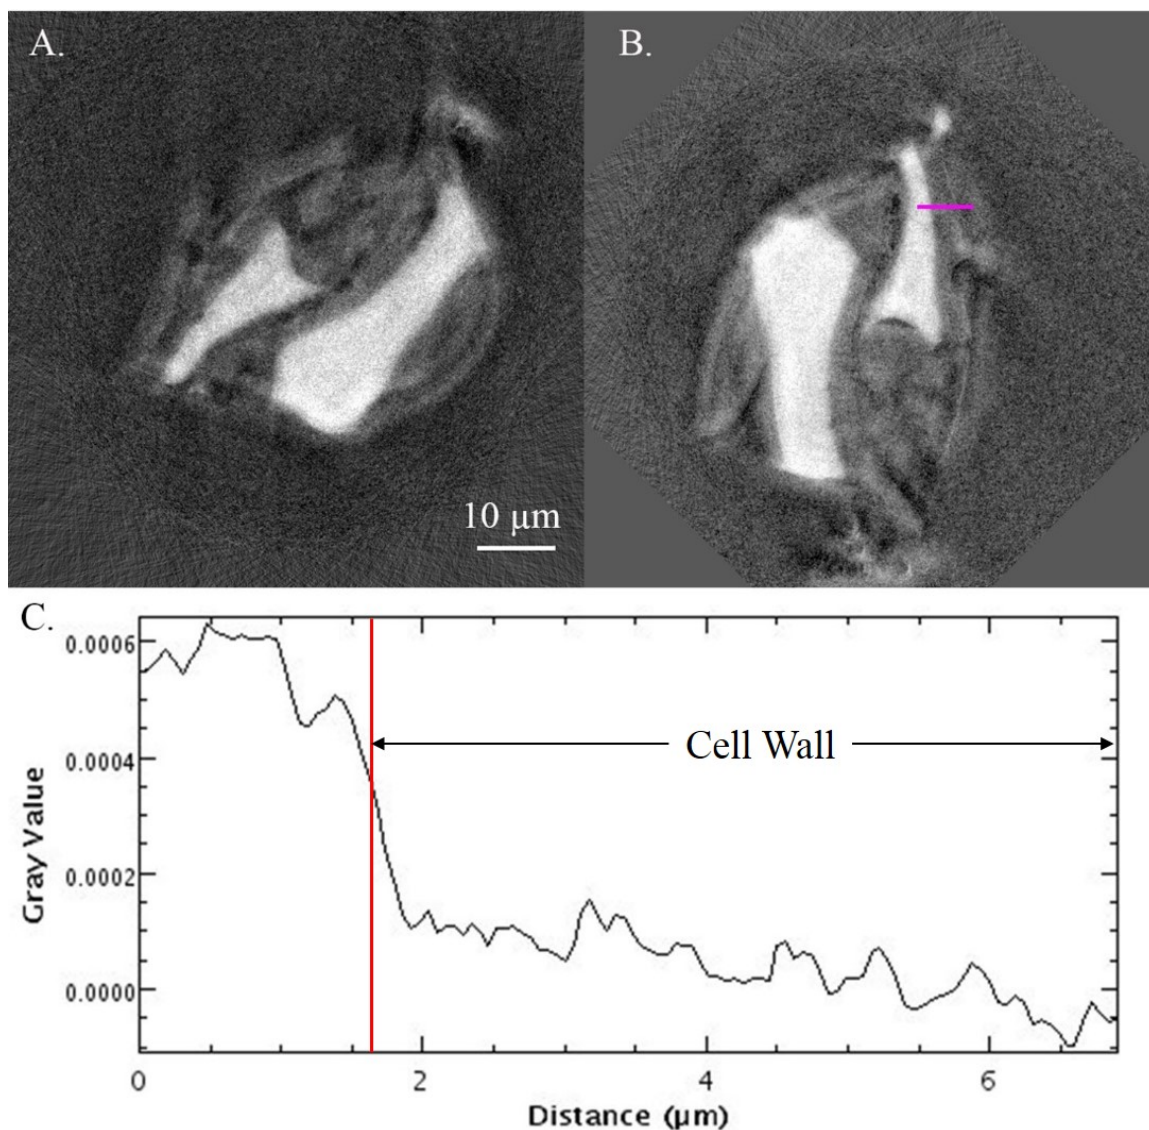 A.
B.
10 µm
C.
0.0006
0.0004
0.0002
0.0000
Gray Value
Cell Wall
0
2
4
6
Distance (µm)